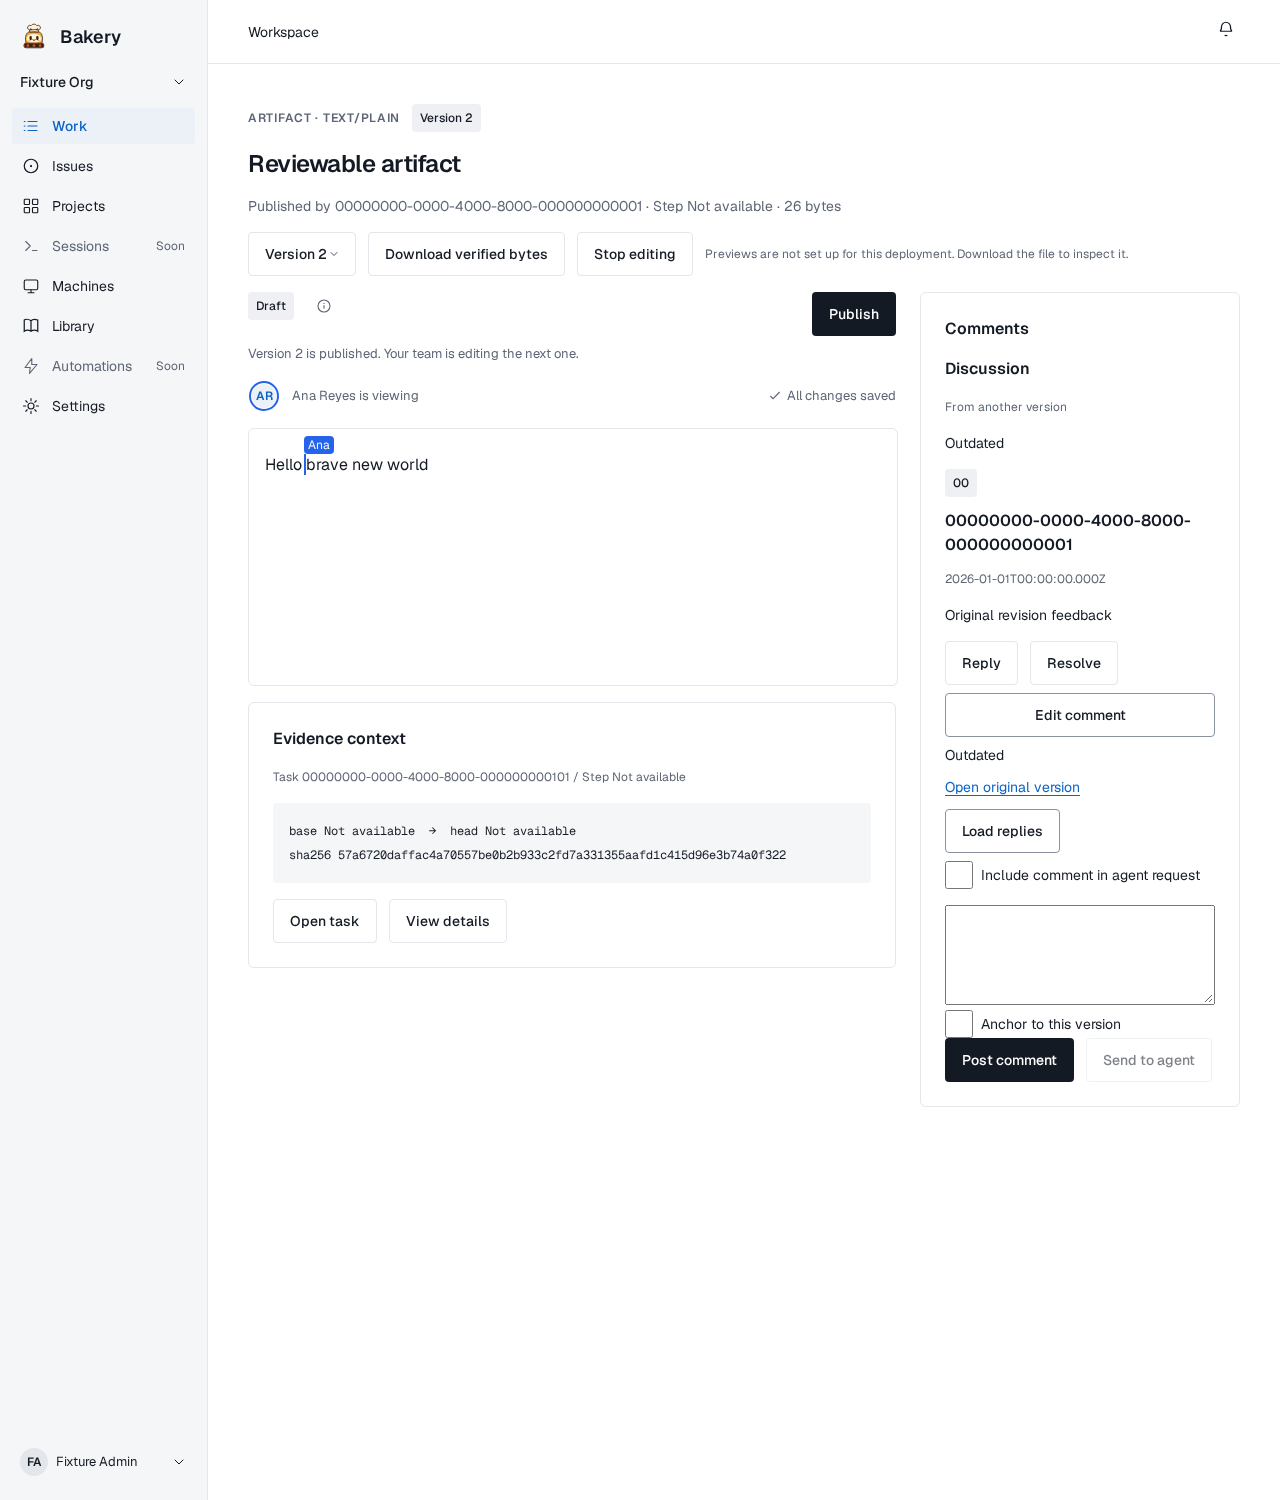 Bakery
Fixture Org
Work
Issues
Projects
Sessions Soon
Machines
Library
Automations Soon
Settings
FA Fixture Admin
Workspace
ARTIFACT · TEXT/PLAIN Version 2
Reviewable artifact
Published by 00000000-0000-4000-8000-000000000001 · Step Not available · 26 bytes
Version 2 Download verified bytes Stop editing Previews are not set up for this deployment. Download the file to inspect it.
Draft Publish
Version 2 is published. Your team is editing the next one.
AR Ana Reyes is viewing All changes saved
Ana
Hello brave new world
Evidence context
Task 00000000-0000-4000-8000-000000000101 / Step Not available
base Not available → head Not available
sha256 57a6720daffac4a70557be0b2b933c2fd7a331355aafd1c415d96e3b74a0f322
Open task View details
Comments
Discussion
From another version
Outdated
00
00000000-0000-4000-8000-
000000000001
2026-01-01T00:00:00.000Z
Original revision feedback
Reply Resolve
Edit comment
Outdated
Open original version
Load replies
Include comment in agent request
Anchor to this version
Post comment Send to agent